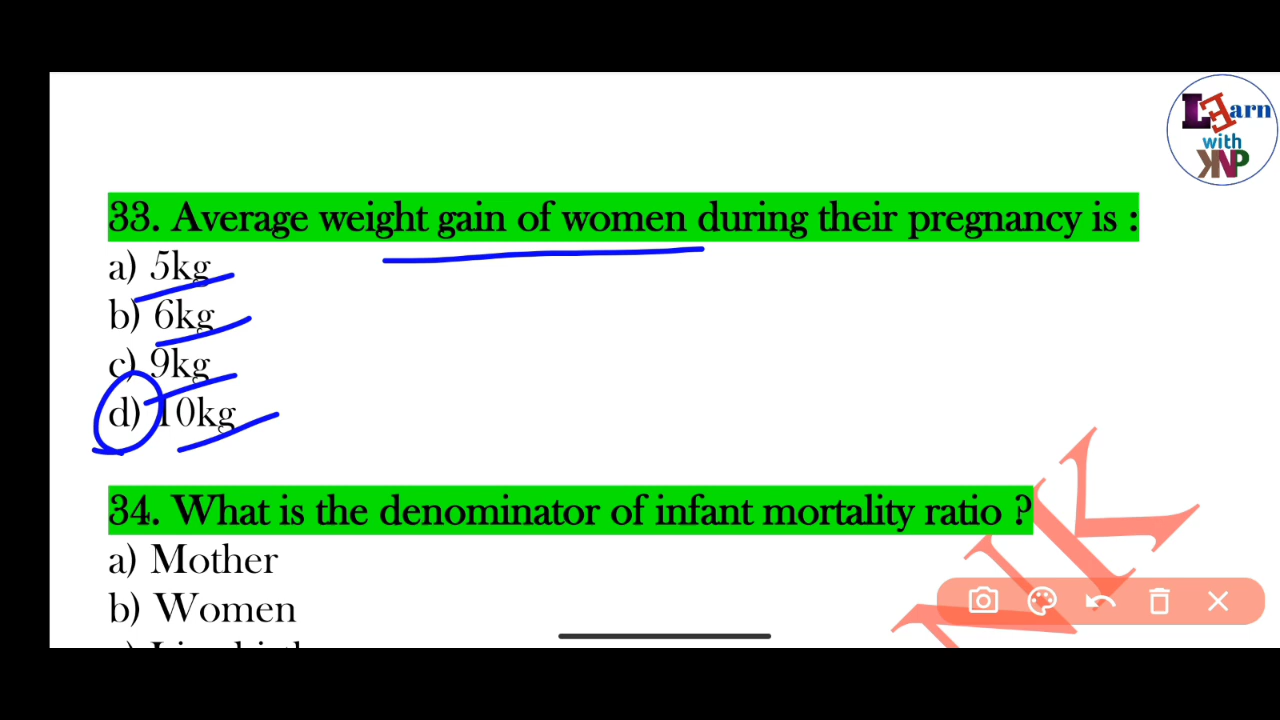 LEarn
with
KNP
33. Average weight gain of women during their pregnancy is :
a) 5kg
b) 6kg
c) 9kg
d) 10kg
34. What is the denominator of infant mortality ratio ?
a) Mother
b) Women